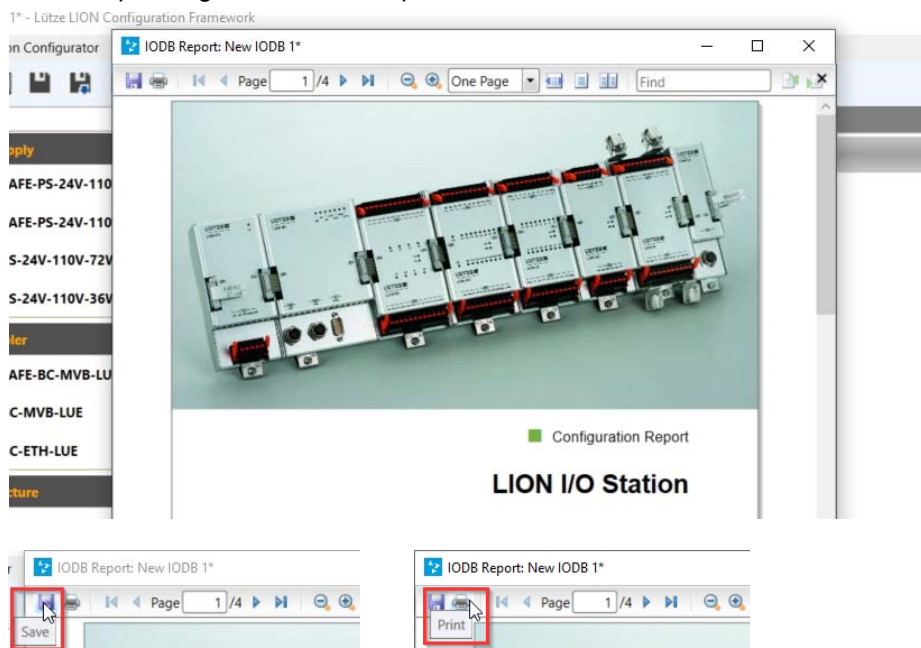 1* - Lütze LION Configuration Framework
on Configurator
IODB Report: New IODB 1*
Page 1 /4 One Page Find
pply
AFE-PS-24V-110
AFE-PS-24V-110
S-24V-110V-72V
S-24V-110V-36V
ler
AFE-BC-MVB-LU
C-MVB-LUE
C-ETH-LUE
cture
Configuration Report
LION I/O Station
r
IODB Report: New IODB 1*
Page 1 /4
Save
IODB Report: New IODB 1*
Page 1 /4
Print